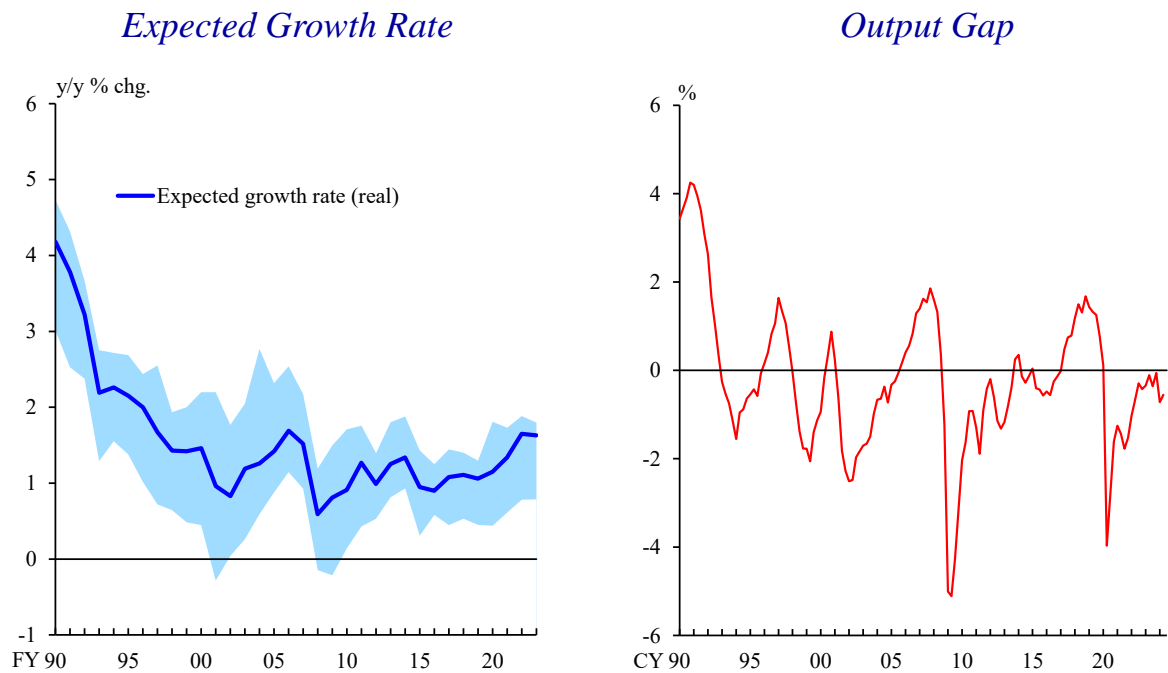 Expected Growth Rate
y/y % chg.
6
5
4
3
2
1
0
-1
Expected growth rate (real)
FY 90 95 00 05 10 15 20
Output Gap
%
6
4
2
0
-2
-4
-6
CY 90 95 00 05 10 15 20